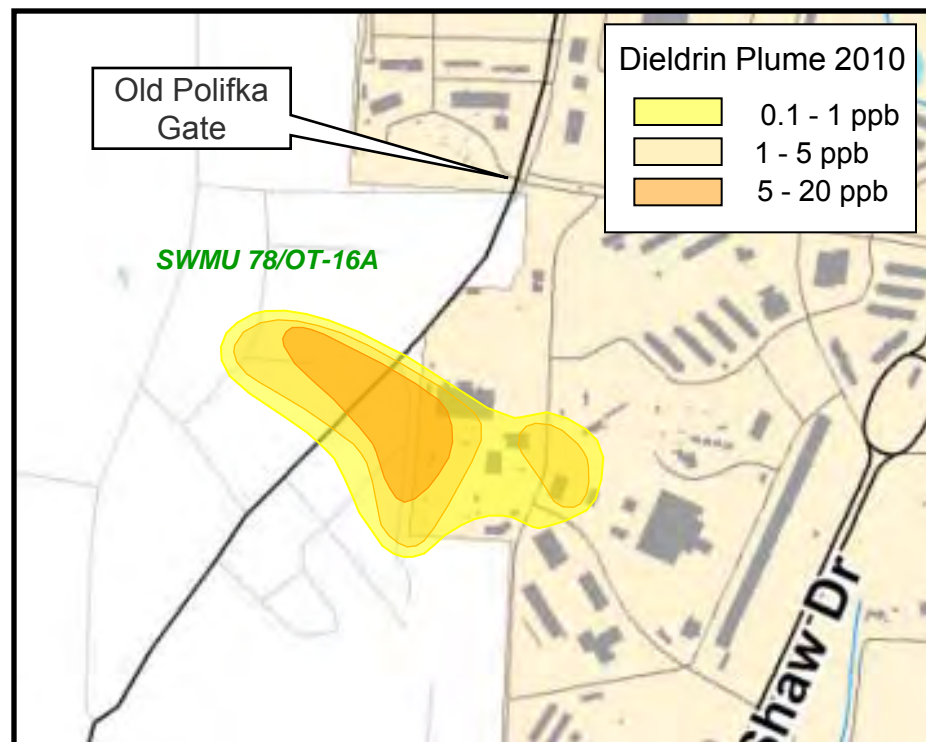 Old Polifka
Gate
Dieldrin Plume 2010
0.1 - 1 ppb
1 - 5 ppb
5 - 20 ppb
SWMU 78/OT-16A
Shaw Dr